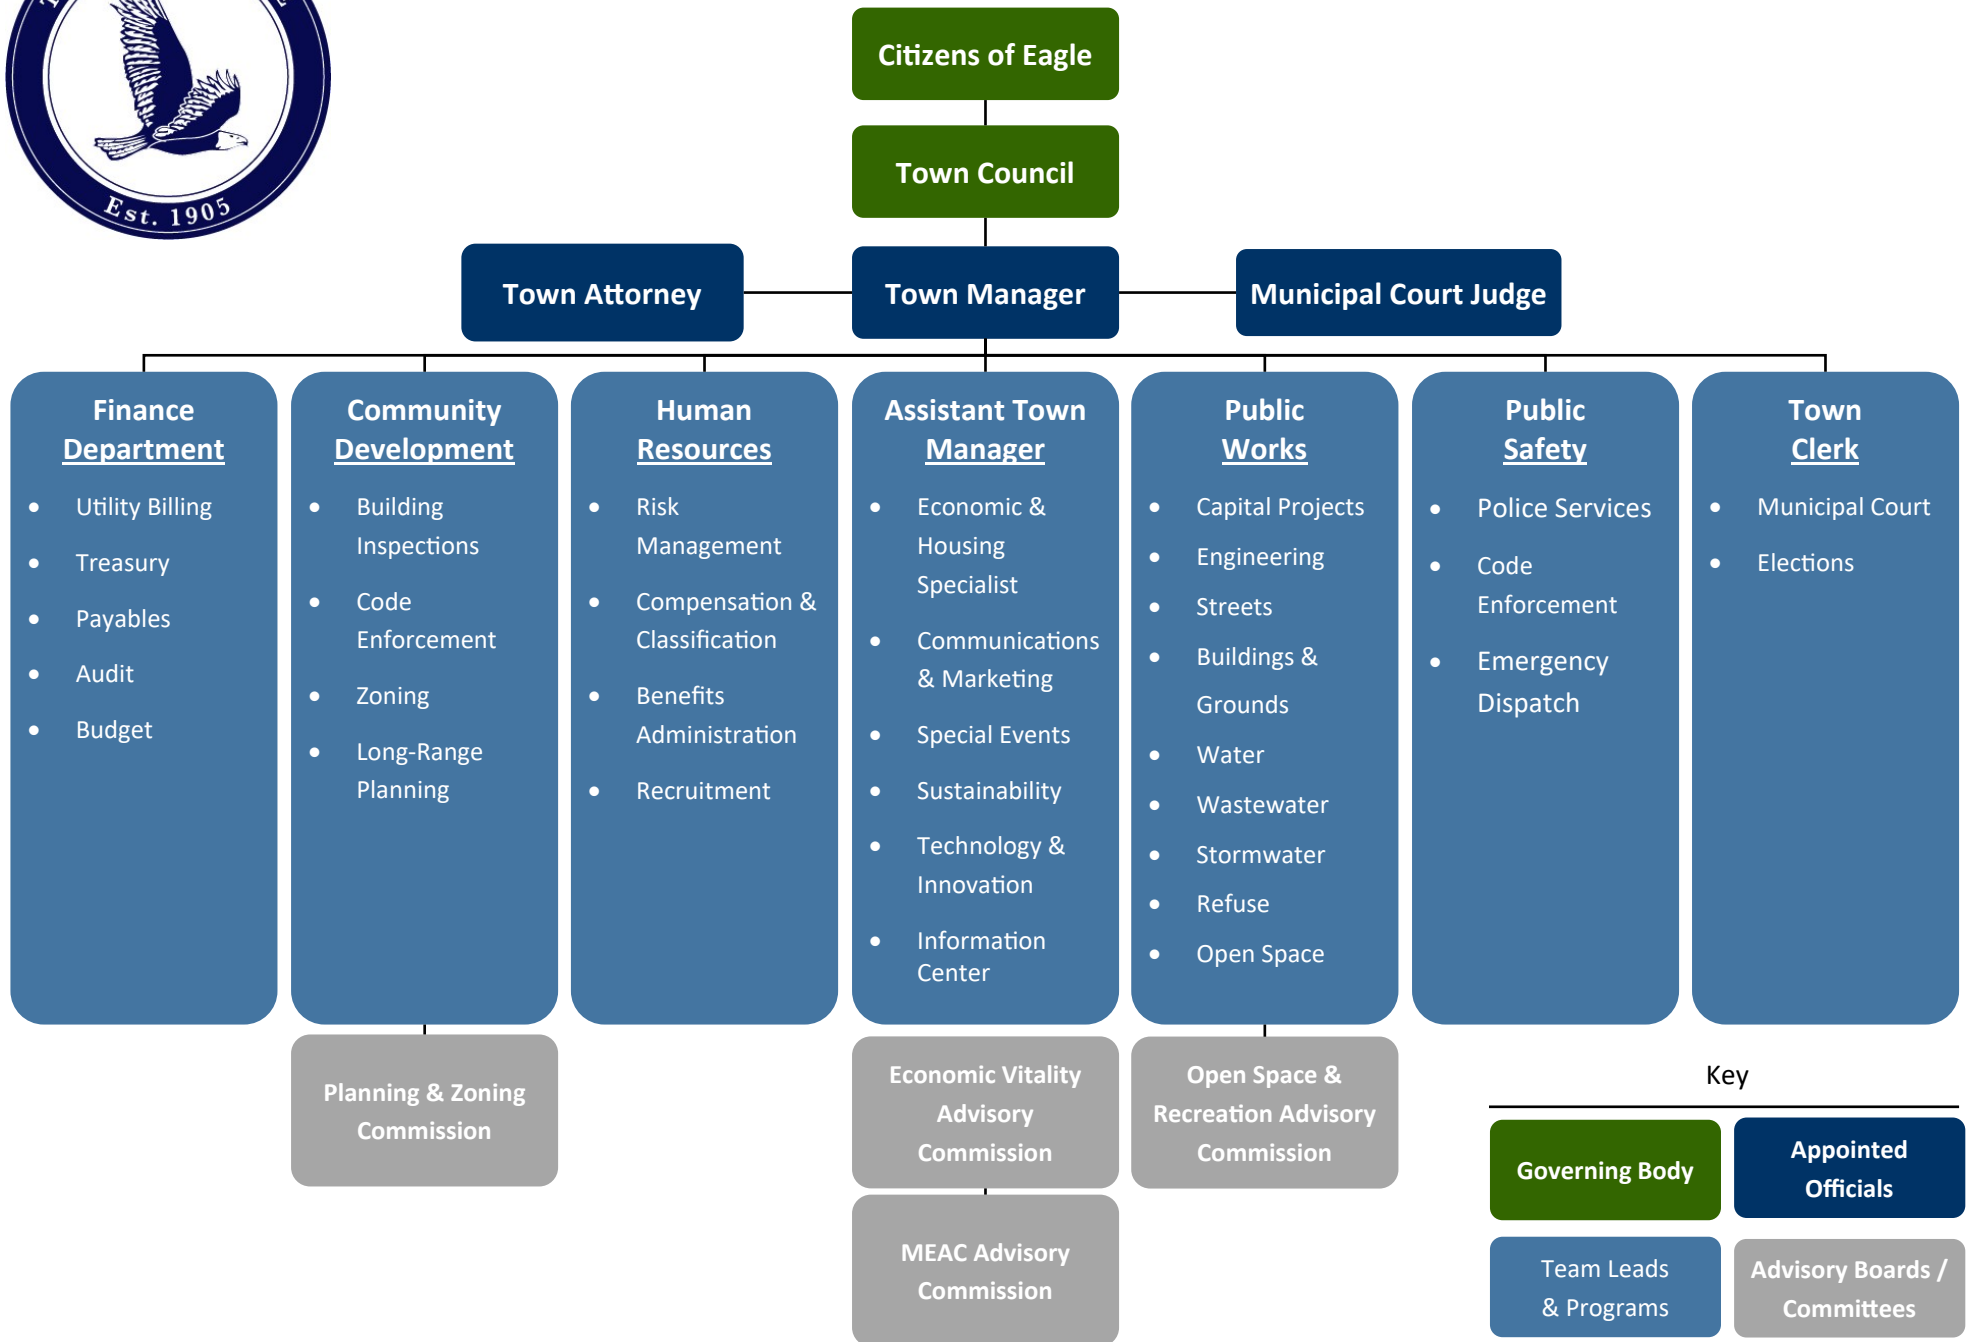 Est. 1905
Citizens of Eagle
Town Council
Town Attorney
Town Manager
Municipal Court Judge
Finance
Department
• Utility Billing
• Treasury
• Payables
• Audit
• Budget
Community
Development
• Building
Inspections
• Code
Enforcement
• Zoning
• Long-Range
Planning
Human
Resources
• Risk
Management
• Compensation &
Classification
• Benefits
Administration
• Recruitment
Assistant Town
Manager
• Economic &
Housing
Specialist
• Communications
& Marketing
• Special Events
• Sustainability
• Technology &
Innovation
• Information
Center
Public
Works
• Capital Projects
• Engineering
• Streets
• Buildings &
Grounds
• Water
• Wastewater
• Stormwater
• Refuse
• Open Space
Public
Safety
• Police Services
• Code
Enforcement
• Emergency
Dispatch
Town
Clerk
• Municipal Court
• Elections
Planning & Zoning
Commission
Economic Vitality
Advisory
Commission
MEAC Advisory
Commission
Open Space &
Recreation Advisory
Commission
Key
Governing Body
Appointed
Officials
Team Leads
& Programs
Advisory Boards /
Committees